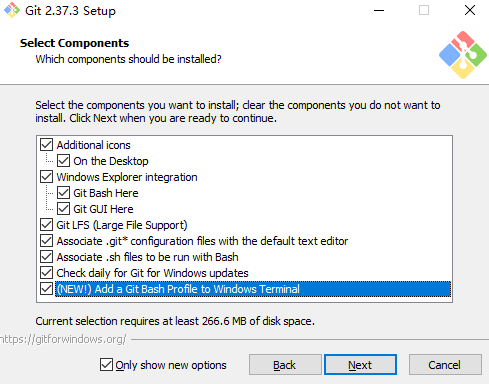 Git 2.37.3 Setup
Select Components
Which components should be installed?
Select the components you want to install; clear the components you do not want to
install. Click Next when you are ready to continue.
Additional icons
On the Desktop
Windows Explorer integration
Git Bash Here
Git GUI Here
Git LFS (Large File Support)
Associate .git* configuration files with the default text editor
Associate .sh files to be run with Bash
Check daily for Git for Windows updates
(NEW!) Add a Git Bash Profile to Windows Terminal
Current selection requires at least 266.6 MB of disk space.
https://gitforwindows.org/
Only show new options
Back
Next
Cancel